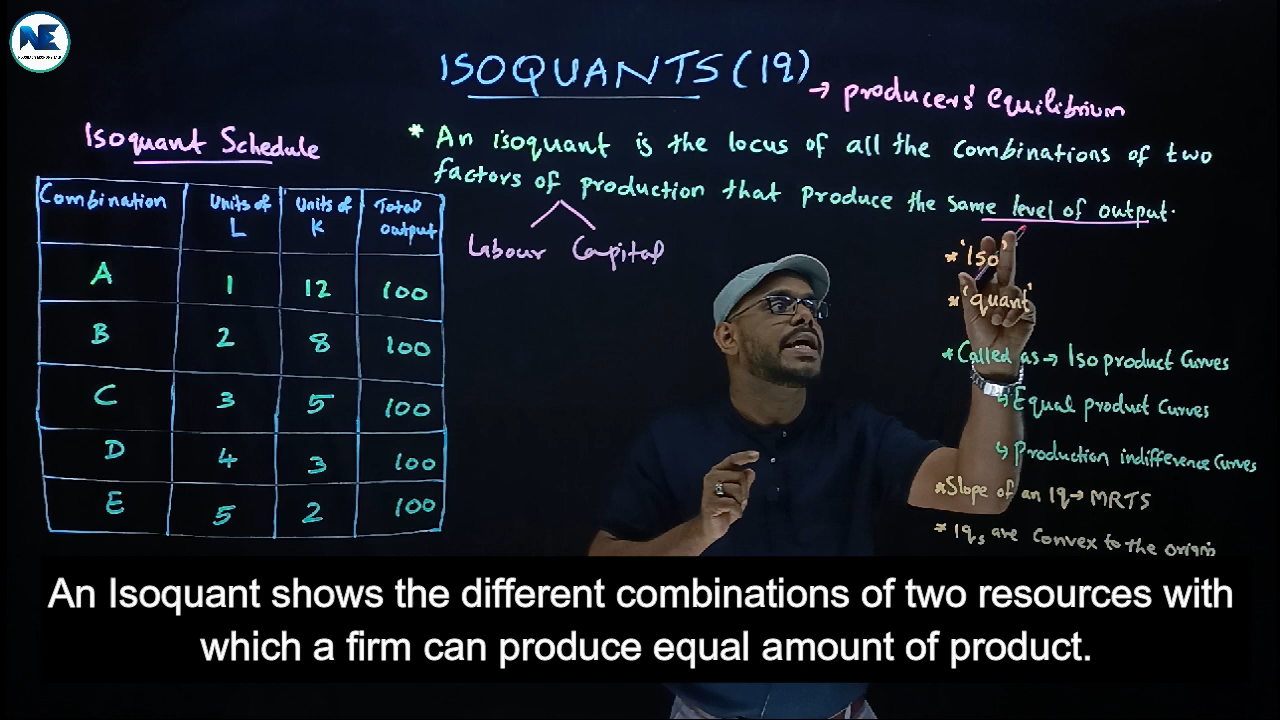 NE
ISOQUANTS (IQ)
→ producers' equilibrium
Isoquant Schedule
Combination Units of L Units of K Total output
A 1 12 100
B 2 8 100
C 3 5 100
D 4 3 100
E 5 2 100
* An isoquant is the locus of all the combinations of two
factors of production that produce the same level of output.
Labour Capital
* 'Iso'
* 'quant'
* Called as → Iso product Curves
↳ Equal product Curves
↳ Production indifference Curves
* Slope of an IQ → MRTS
* IQs are Convex to the origin
An Isoquant shows the different combinations of two resources with
which a firm can produce equal amount of product.